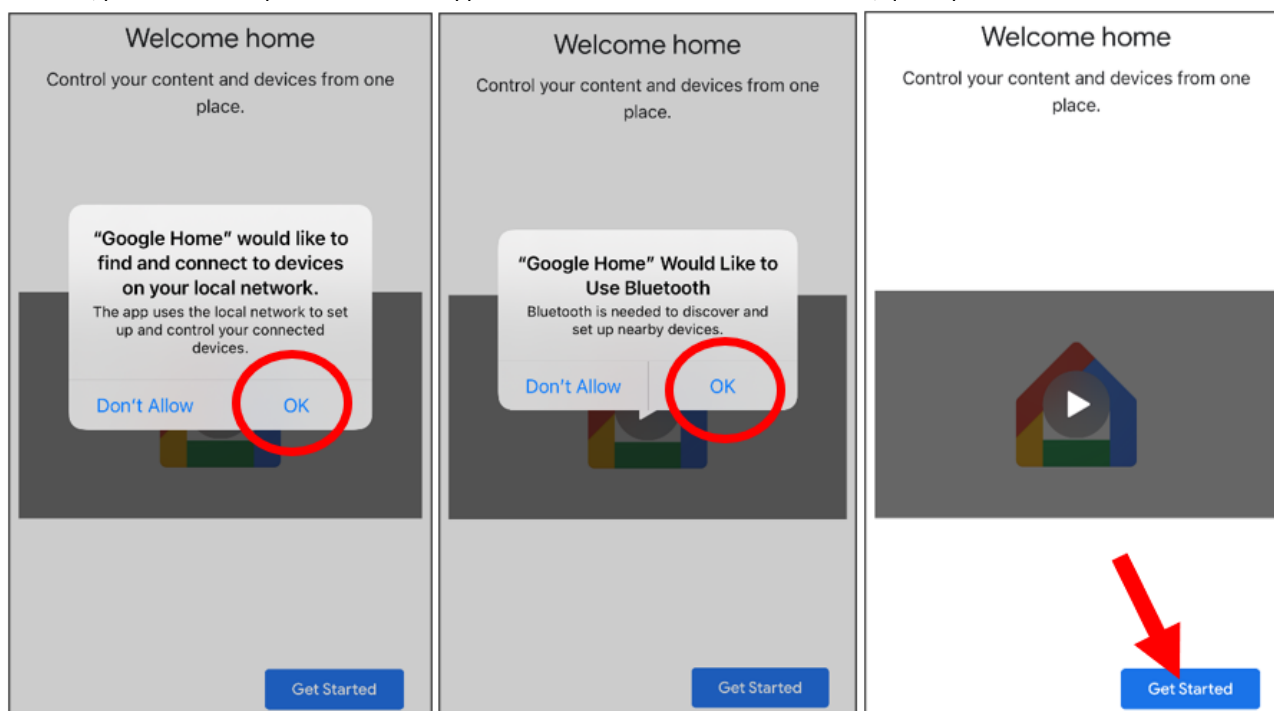 Welcome home
Control your content and devices from one
place.
“Google Home” would like to
find and connect to devices
on your local network.
The app uses the local network to set
up and control your connected
devices.
Don’t Allow OK
Get Started
Welcome home
Control your content and devices from one
place.
“Google Home” Would Like to
Use Bluetooth
Bluetooth is needed to discover and
set up nearby devices.
Don’t Allow OK
Get Started
Welcome home
Control your content and devices from one
place.
Get Started